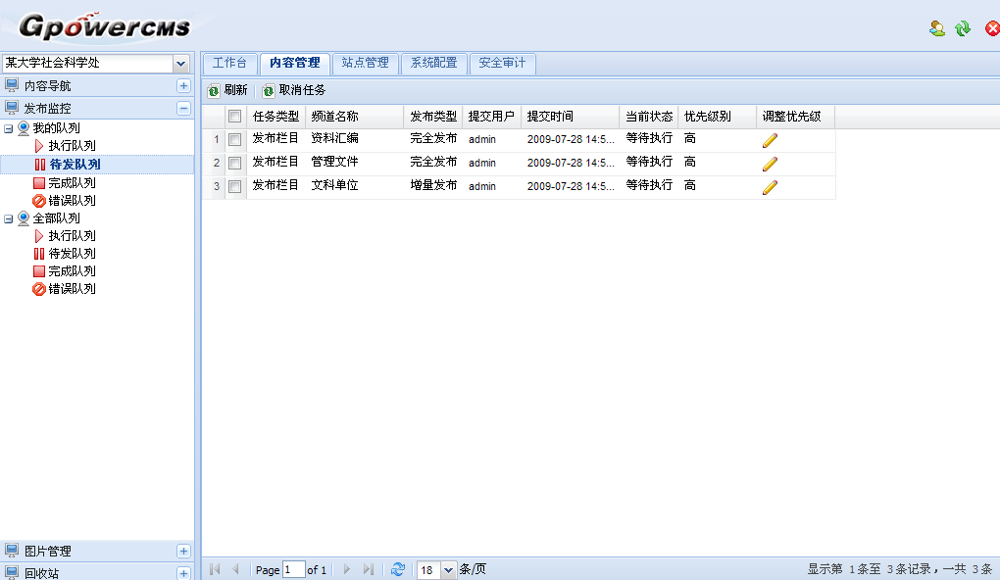 Gpowercms
某大学社会科学处
工作台 内容管理 站点管理 系统配置 安全审计
内容导航
发布监控
我的队列
执行队列
待发队列
完成队列
错误队列
全部队列
执行队列
待发队列
完成队列
错误队列
图片管理
回收站
刷新 取消任务
任务类型 频道名称 发布类型 提交用户 提交时间 当前状态 优先级别 调整优先级
1 发布栏目 资料汇编 完全发布 admin 2009-07-28 14:5... 等待执行 高
2 发布栏目 管理文件 完全发布 admin 2009-07-28 14:5... 等待执行 高
3 发布栏目 文科单位 增量发布 admin 2009-07-28 14:5... 等待执行 高
Page 1 of 1 18 条/页 显示第 1条至 3条记录，一共 3条